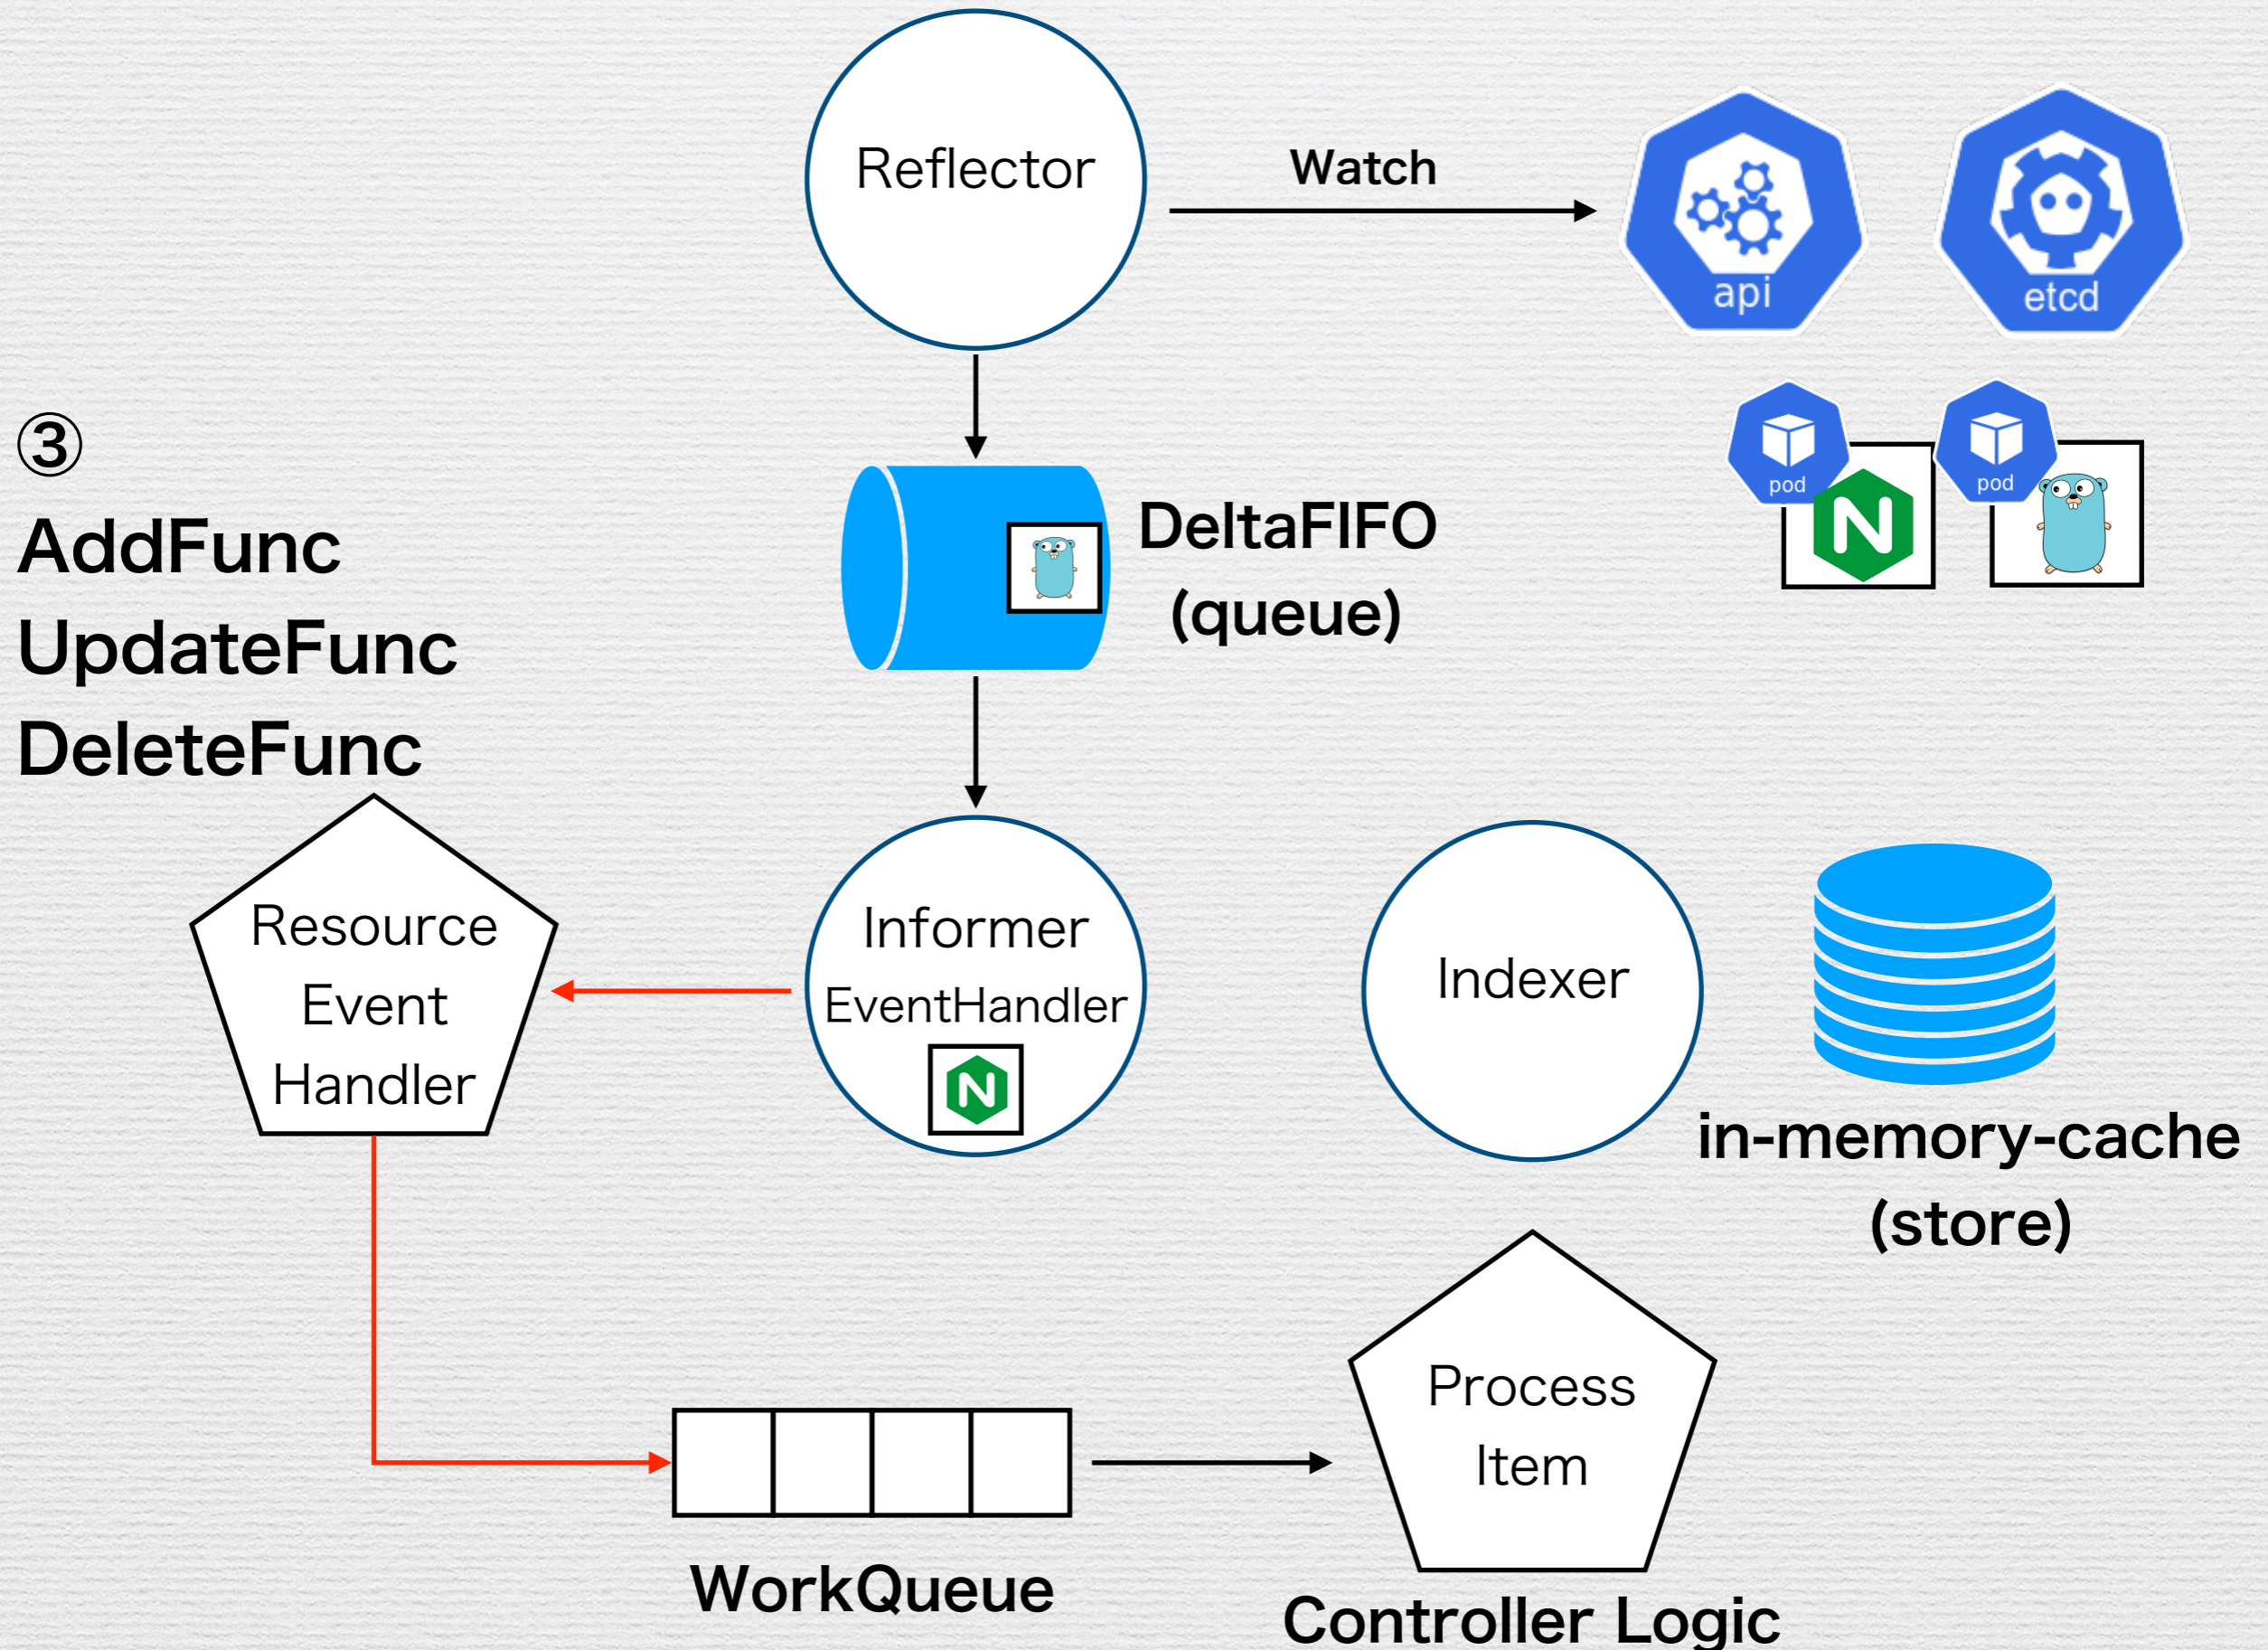 Reflector
Watch
api
etcd
③
AddFunc
UpdateFunc
DeleteFunc
DeltaFIFO
(queue)
pod
pod
N
Resource
Event
Handler
Informer
EventHandler
N
Indexer
in-memory-cache
(store)
WorkQueue
Process
Item
Controller Logic